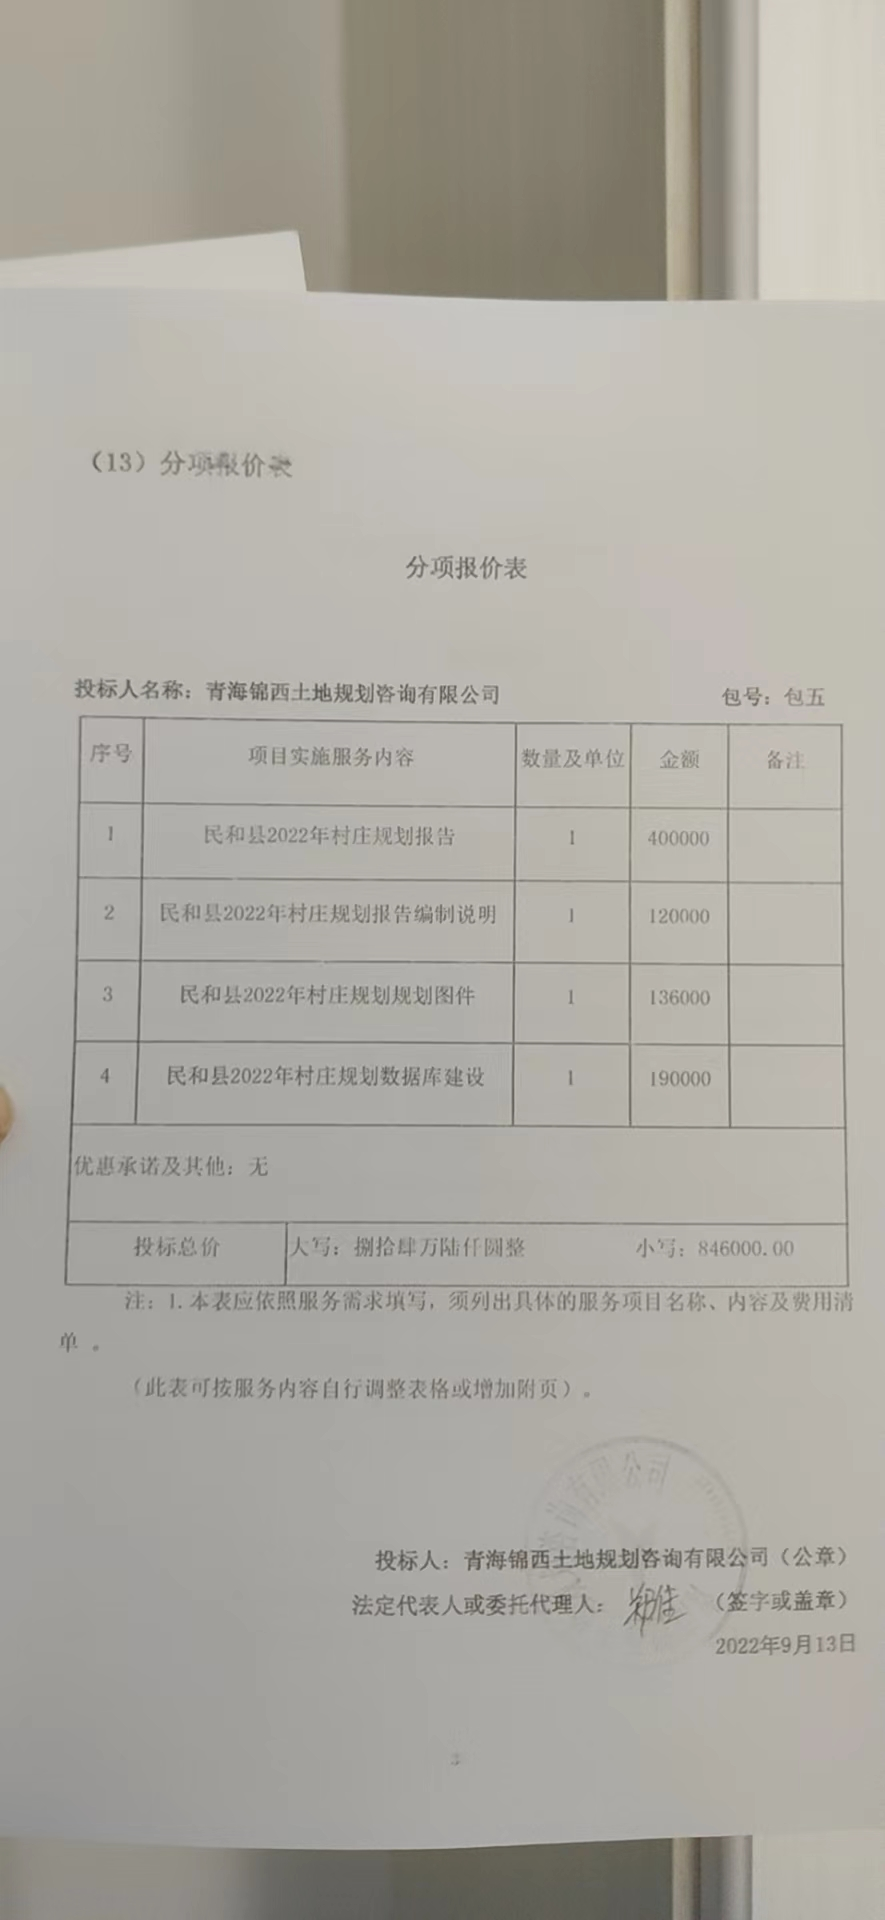 （13）分项报价表
分项报价表
投标人名称：青海锦西土地规划咨询有限公司 包号：包五
序号 项目实施服务内容 数量及单位 金额 备注
1 民和县2022年村庄规划报告 1 400000
2 民和县2022年村庄规划报告编制说明 1 120000
3 民和县2022年村庄规划规划图件 1 136000
4 民和县2022年村庄规划数据库建设 1 190000
优惠承诺及其他：无
投标总价 大写：捌拾肆万陆仟圆整 小写：846000.00
注：1.本表应依照服务需求填写，须列出具体的服务项目名称、内容及费用清
单 。
（此表可按服务内容自行调整表格或增加附页）。
咨询有限公司
投标人：青海锦西土地规划咨询有限公司（公章）
法定代表人或委托代理人： （签字或盖章）
2022年9月13日